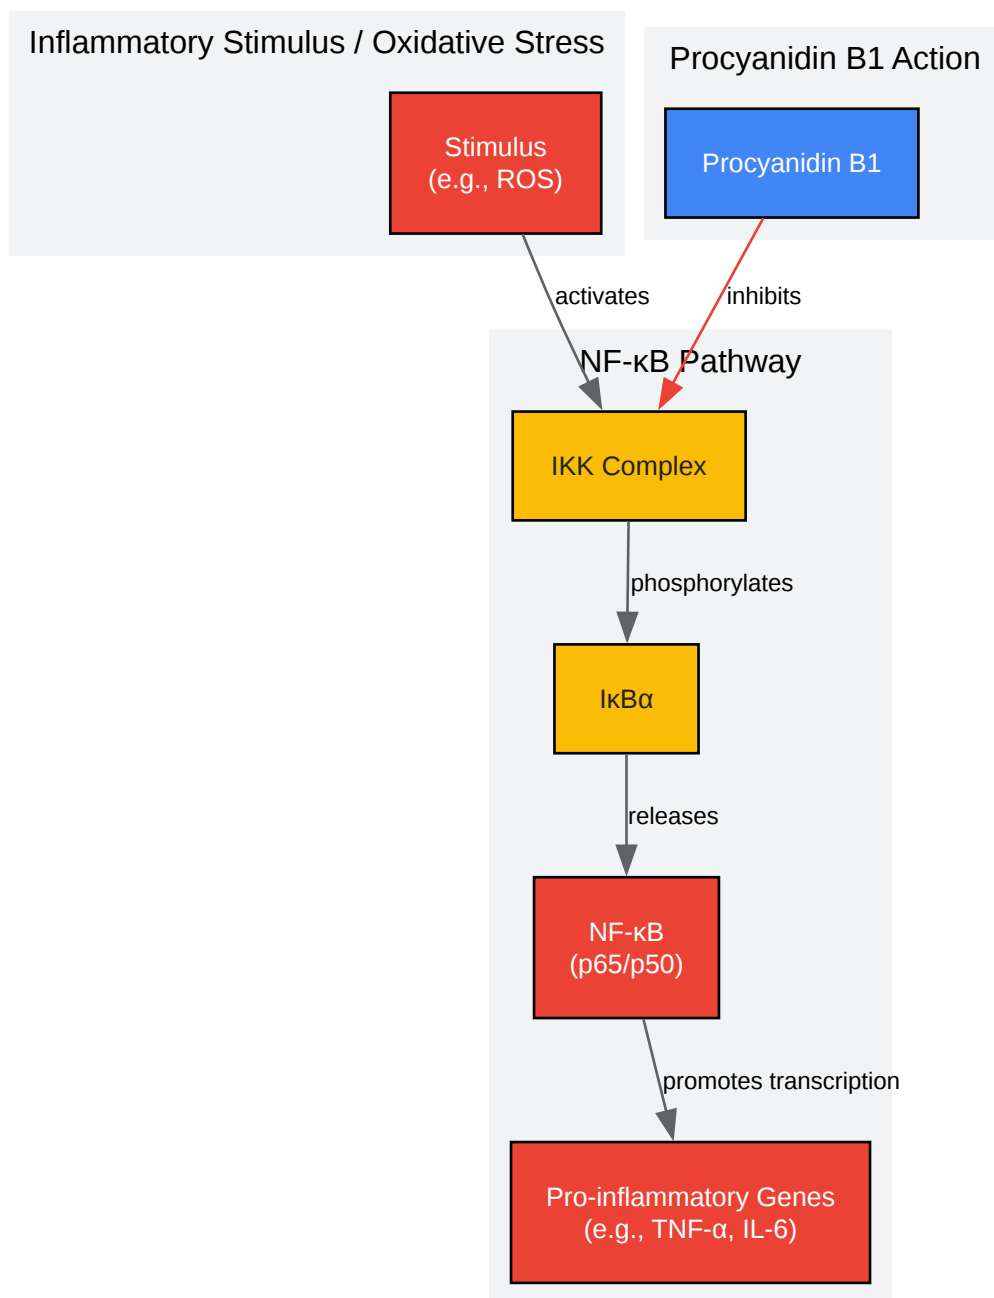 Inflammatory Stimulus / Oxidative Stress
Procyanidin B1 Action
Stimulus
(e.g., ROS)
Procyanidin B1
activates
inhibits
NF-κB Pathway
IKK Complex
phosphorylates
IκBα
releases
NF-κB
(p65/p50)
promotes transcription
Pro-inflammatory Genes
(e.g., TNF-α, IL-6)